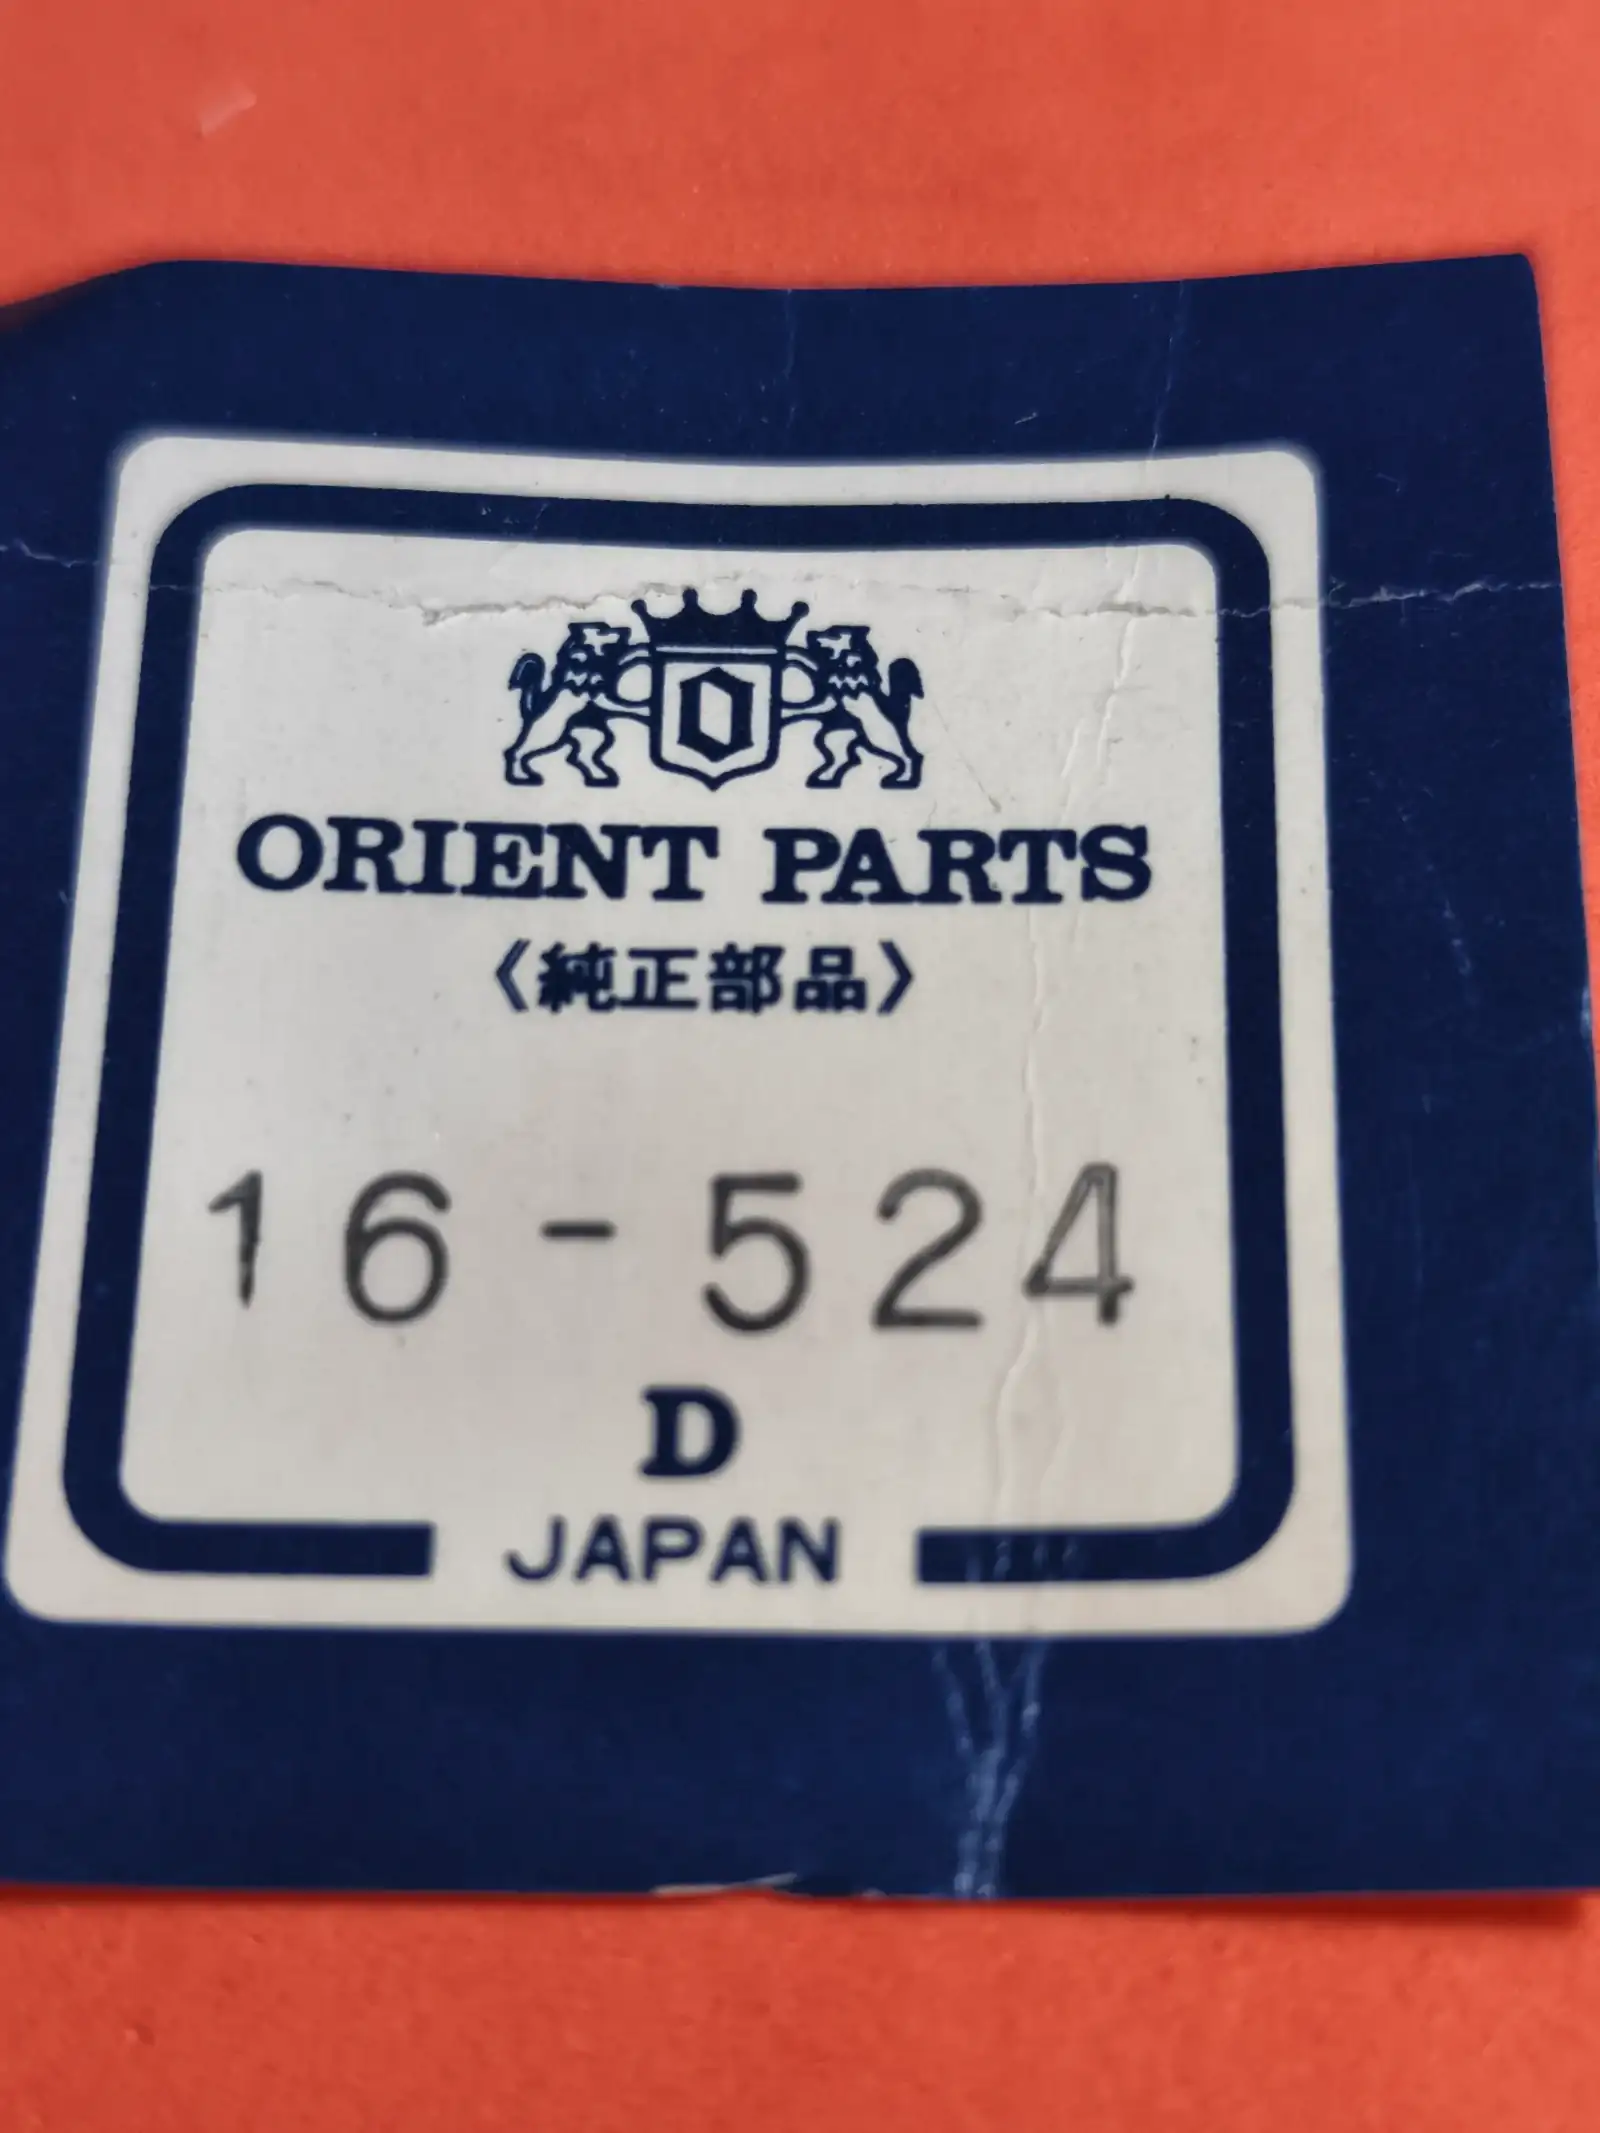 O
ORIENT PARTS
《純正部品》
16-524
D
JAPAN